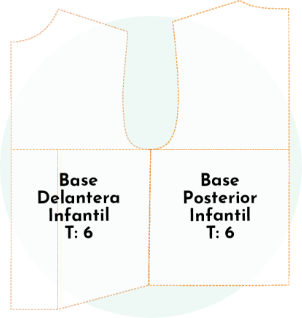 Base
Delantera
Infantil
T: 6
Base
Posterior
Infantil
T: 6